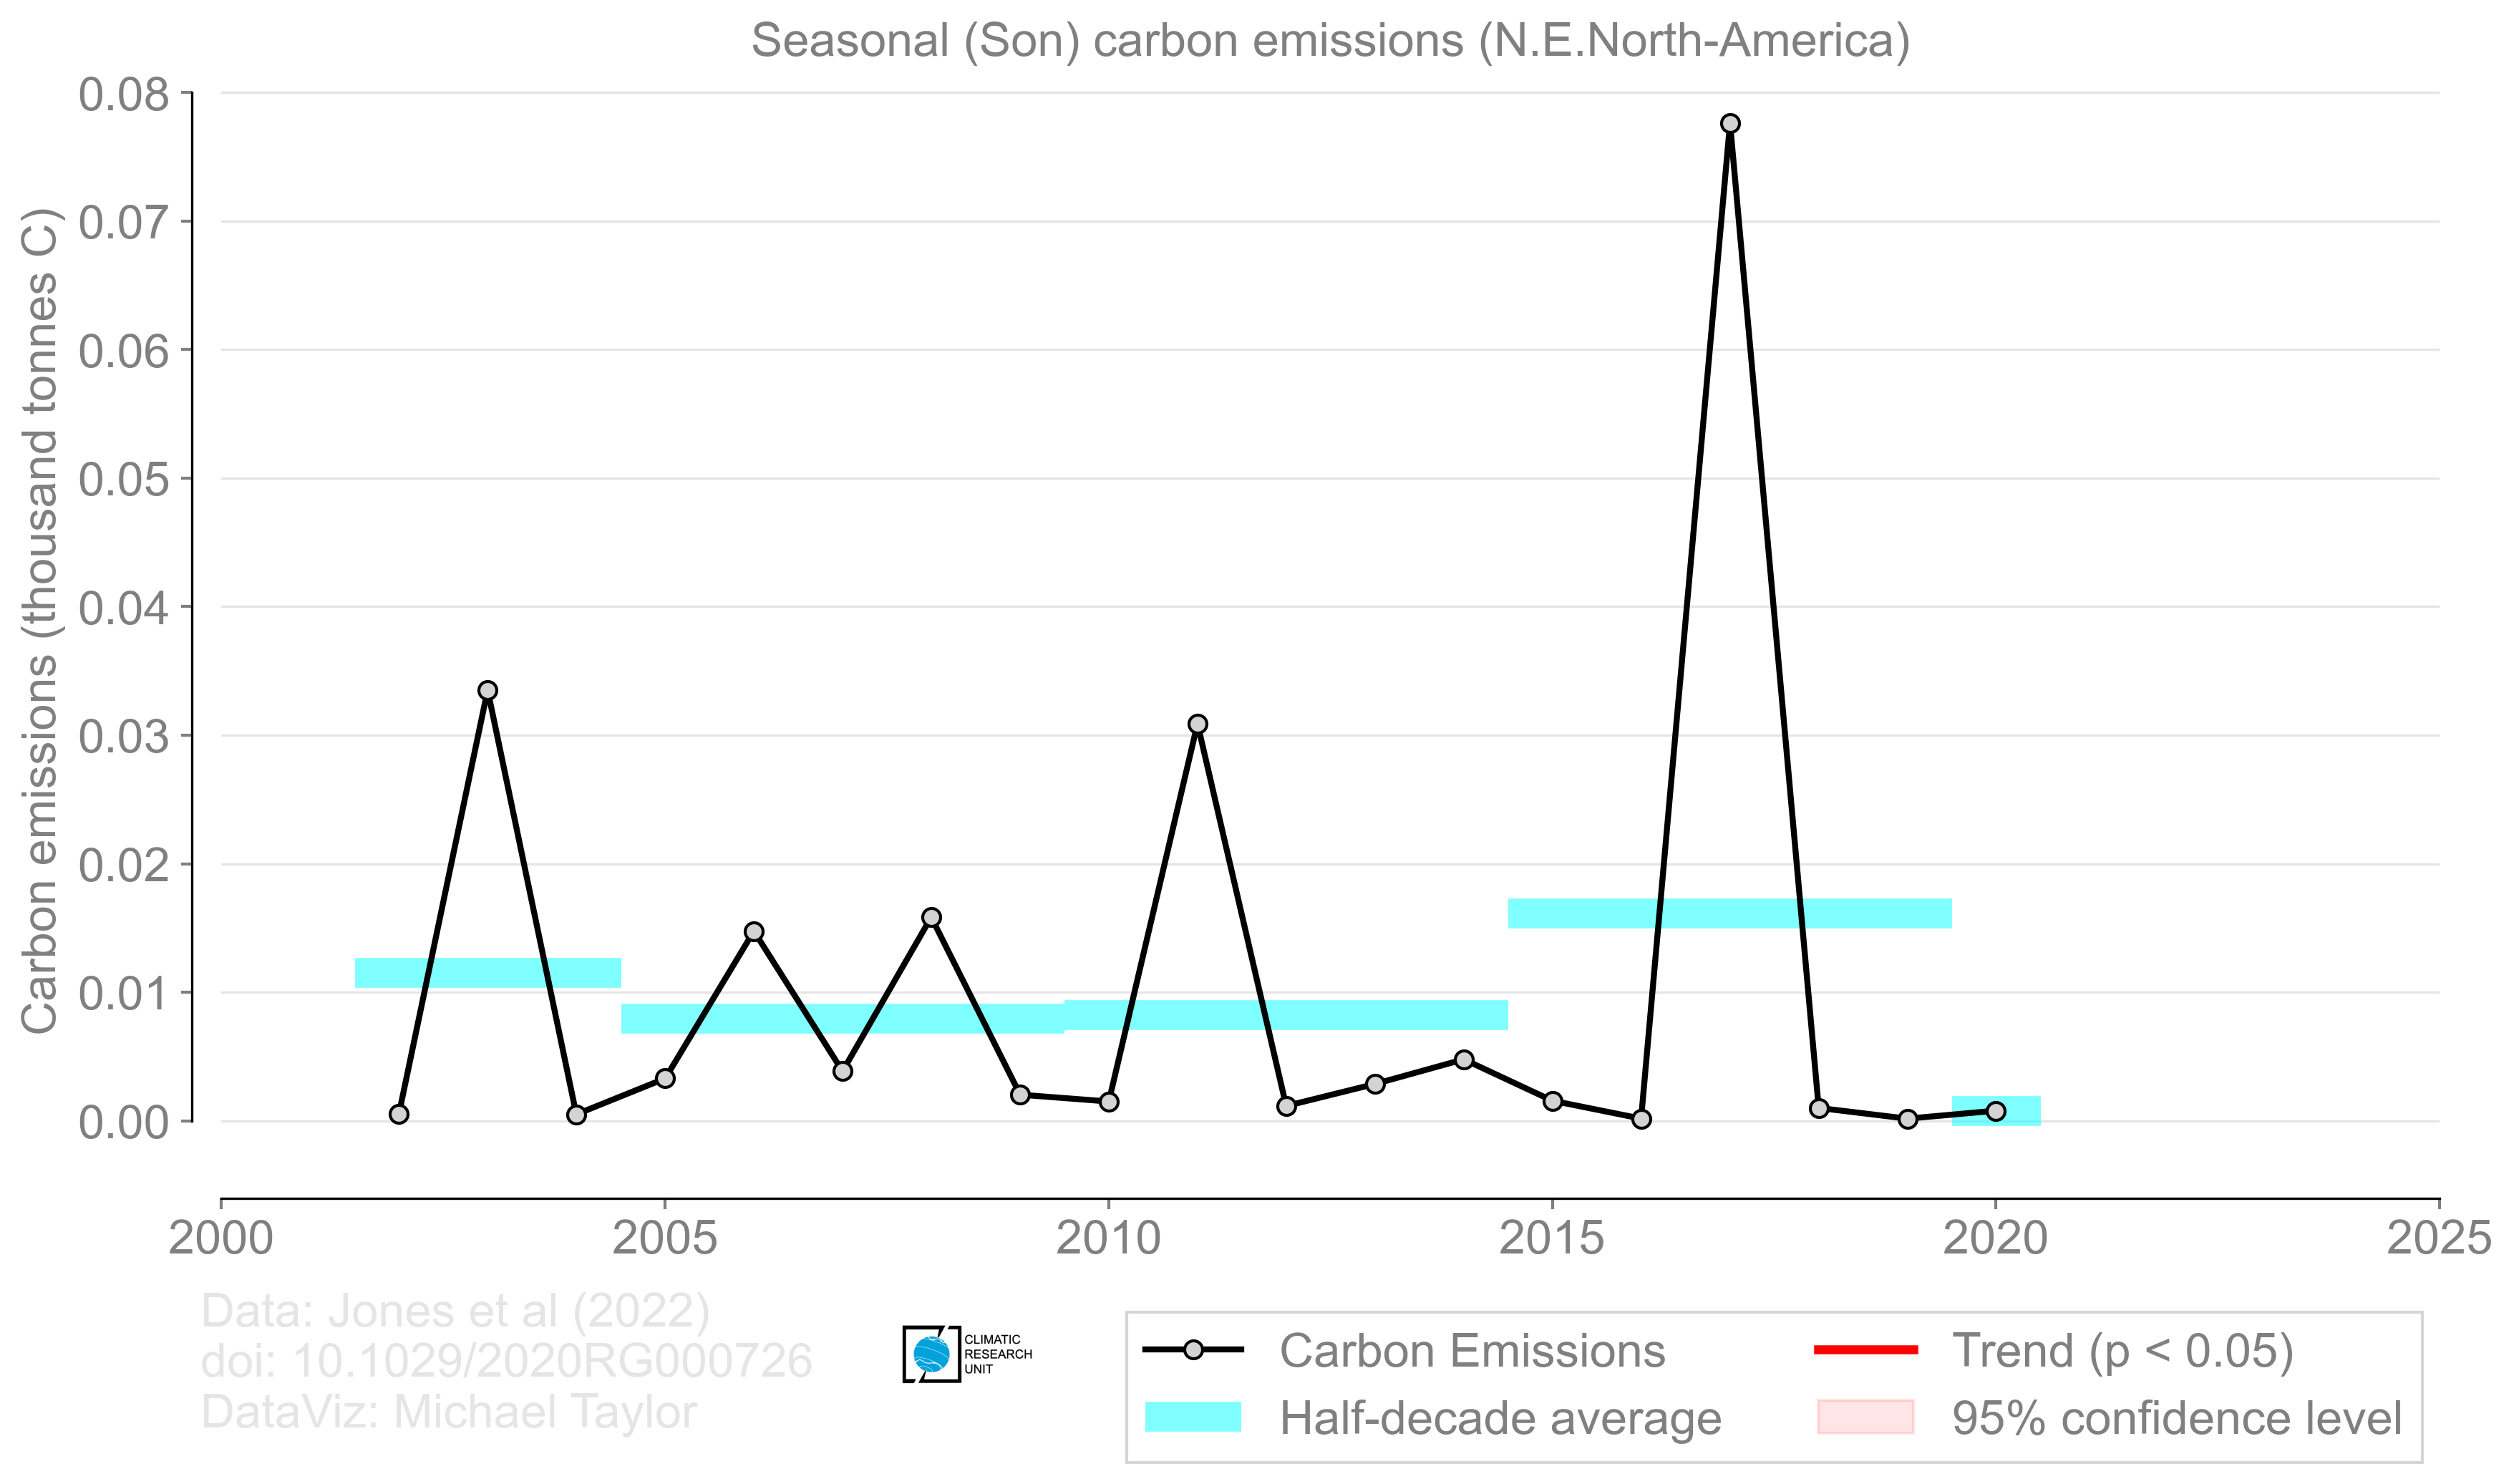 Seasonal (Son) carbon emissions (N.E.North-America)
Carbon emissions (thousand tonnes C)
0.08
0.07
0.06
0.05
0.04
0.03
0.02
0.01
0.00
2000 2005 2010 2015 2020 2025
Data: Jones et al (2022)
doi: 10.1029/2020RG000726
DataViz: Michael Taylor
CLIMATIC
RESEARCH
UNIT
Carbon Emissions
Half-decade average
Trend (p < 0.05)
95% confidence level